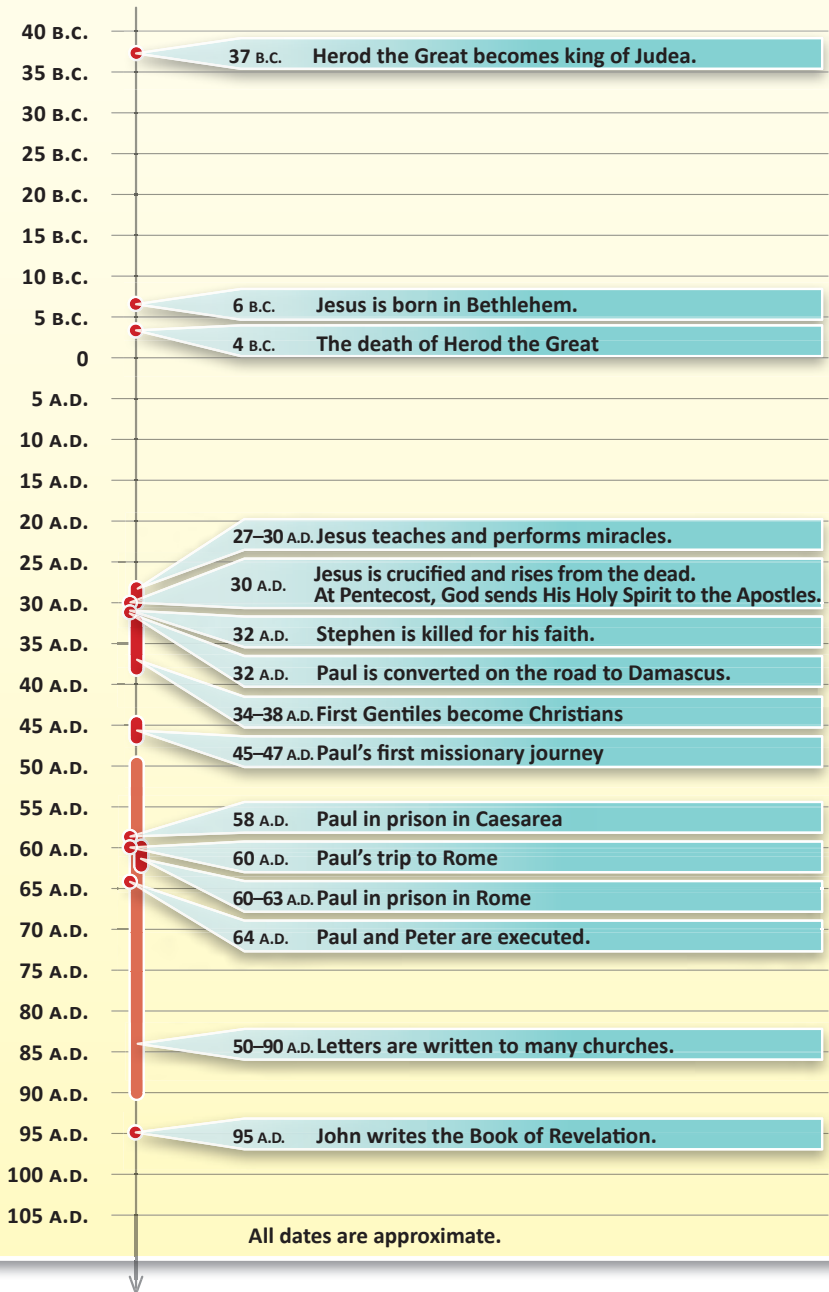 40 B.C.
37 B.C. Herod the Great becomes king of Judea.
35 B.C.
30 B.C.
25 B.C.
20 B.C.
15 B.C.
10 B.C.
6 B.C. Jesus is born in Bethlehem.
5 B.C.
4 B.C. The death of Herod the Great
0
5 A.D.
10 A.D.
15 A.D.
20 A.D.
27–30 A.D. Jesus teaches and performs miracles.
25 A.D.
30 A.D. Jesus is crucified and rises from the dead.
At Pentecost, God sends His Holy Spirit to the Apostles.
30 A.D.
32 A.D. Stephen is killed for his faith.
35 A.D.
32 A.D. Paul is converted on the road to Damascus.
40 A.D.
34–38 A.D. First Gentiles become Christians
45 A.D.
45–47 A.D. Paul's first missionary journey
50 A.D.
55 A.D.
58 A.D. Paul in prison in Caesarea
60 A.D.
60 A.D. Paul's trip to Rome
65 A.D.
60–63 A.D. Paul in prison in Rome
70 A.D.
64 A.D. Paul and Peter are executed.
75 A.D.
80 A.D.
50–90 A.D. Letters are written to many churches.
85 A.D.
90 A.D.
95 A.D.
95 A.D. John writes the Book of Revelation.
100 A.D.
105 A.D.
All dates are approximate.